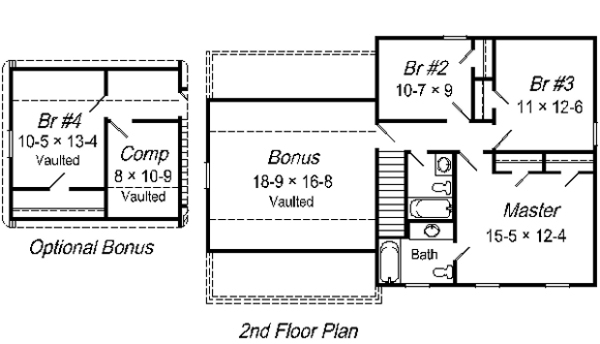 Br #4
10-5 × 13-4
Vaulted
Comp
8 × 10-9
Vaulted
Optional Bonus
Bonus
18-9 × 16-8
Vaulted
Br #2
10-7 × 9
Br #3
11 × 12-6
Master
15-5 × 12-4
Bath
2nd Floor Plan